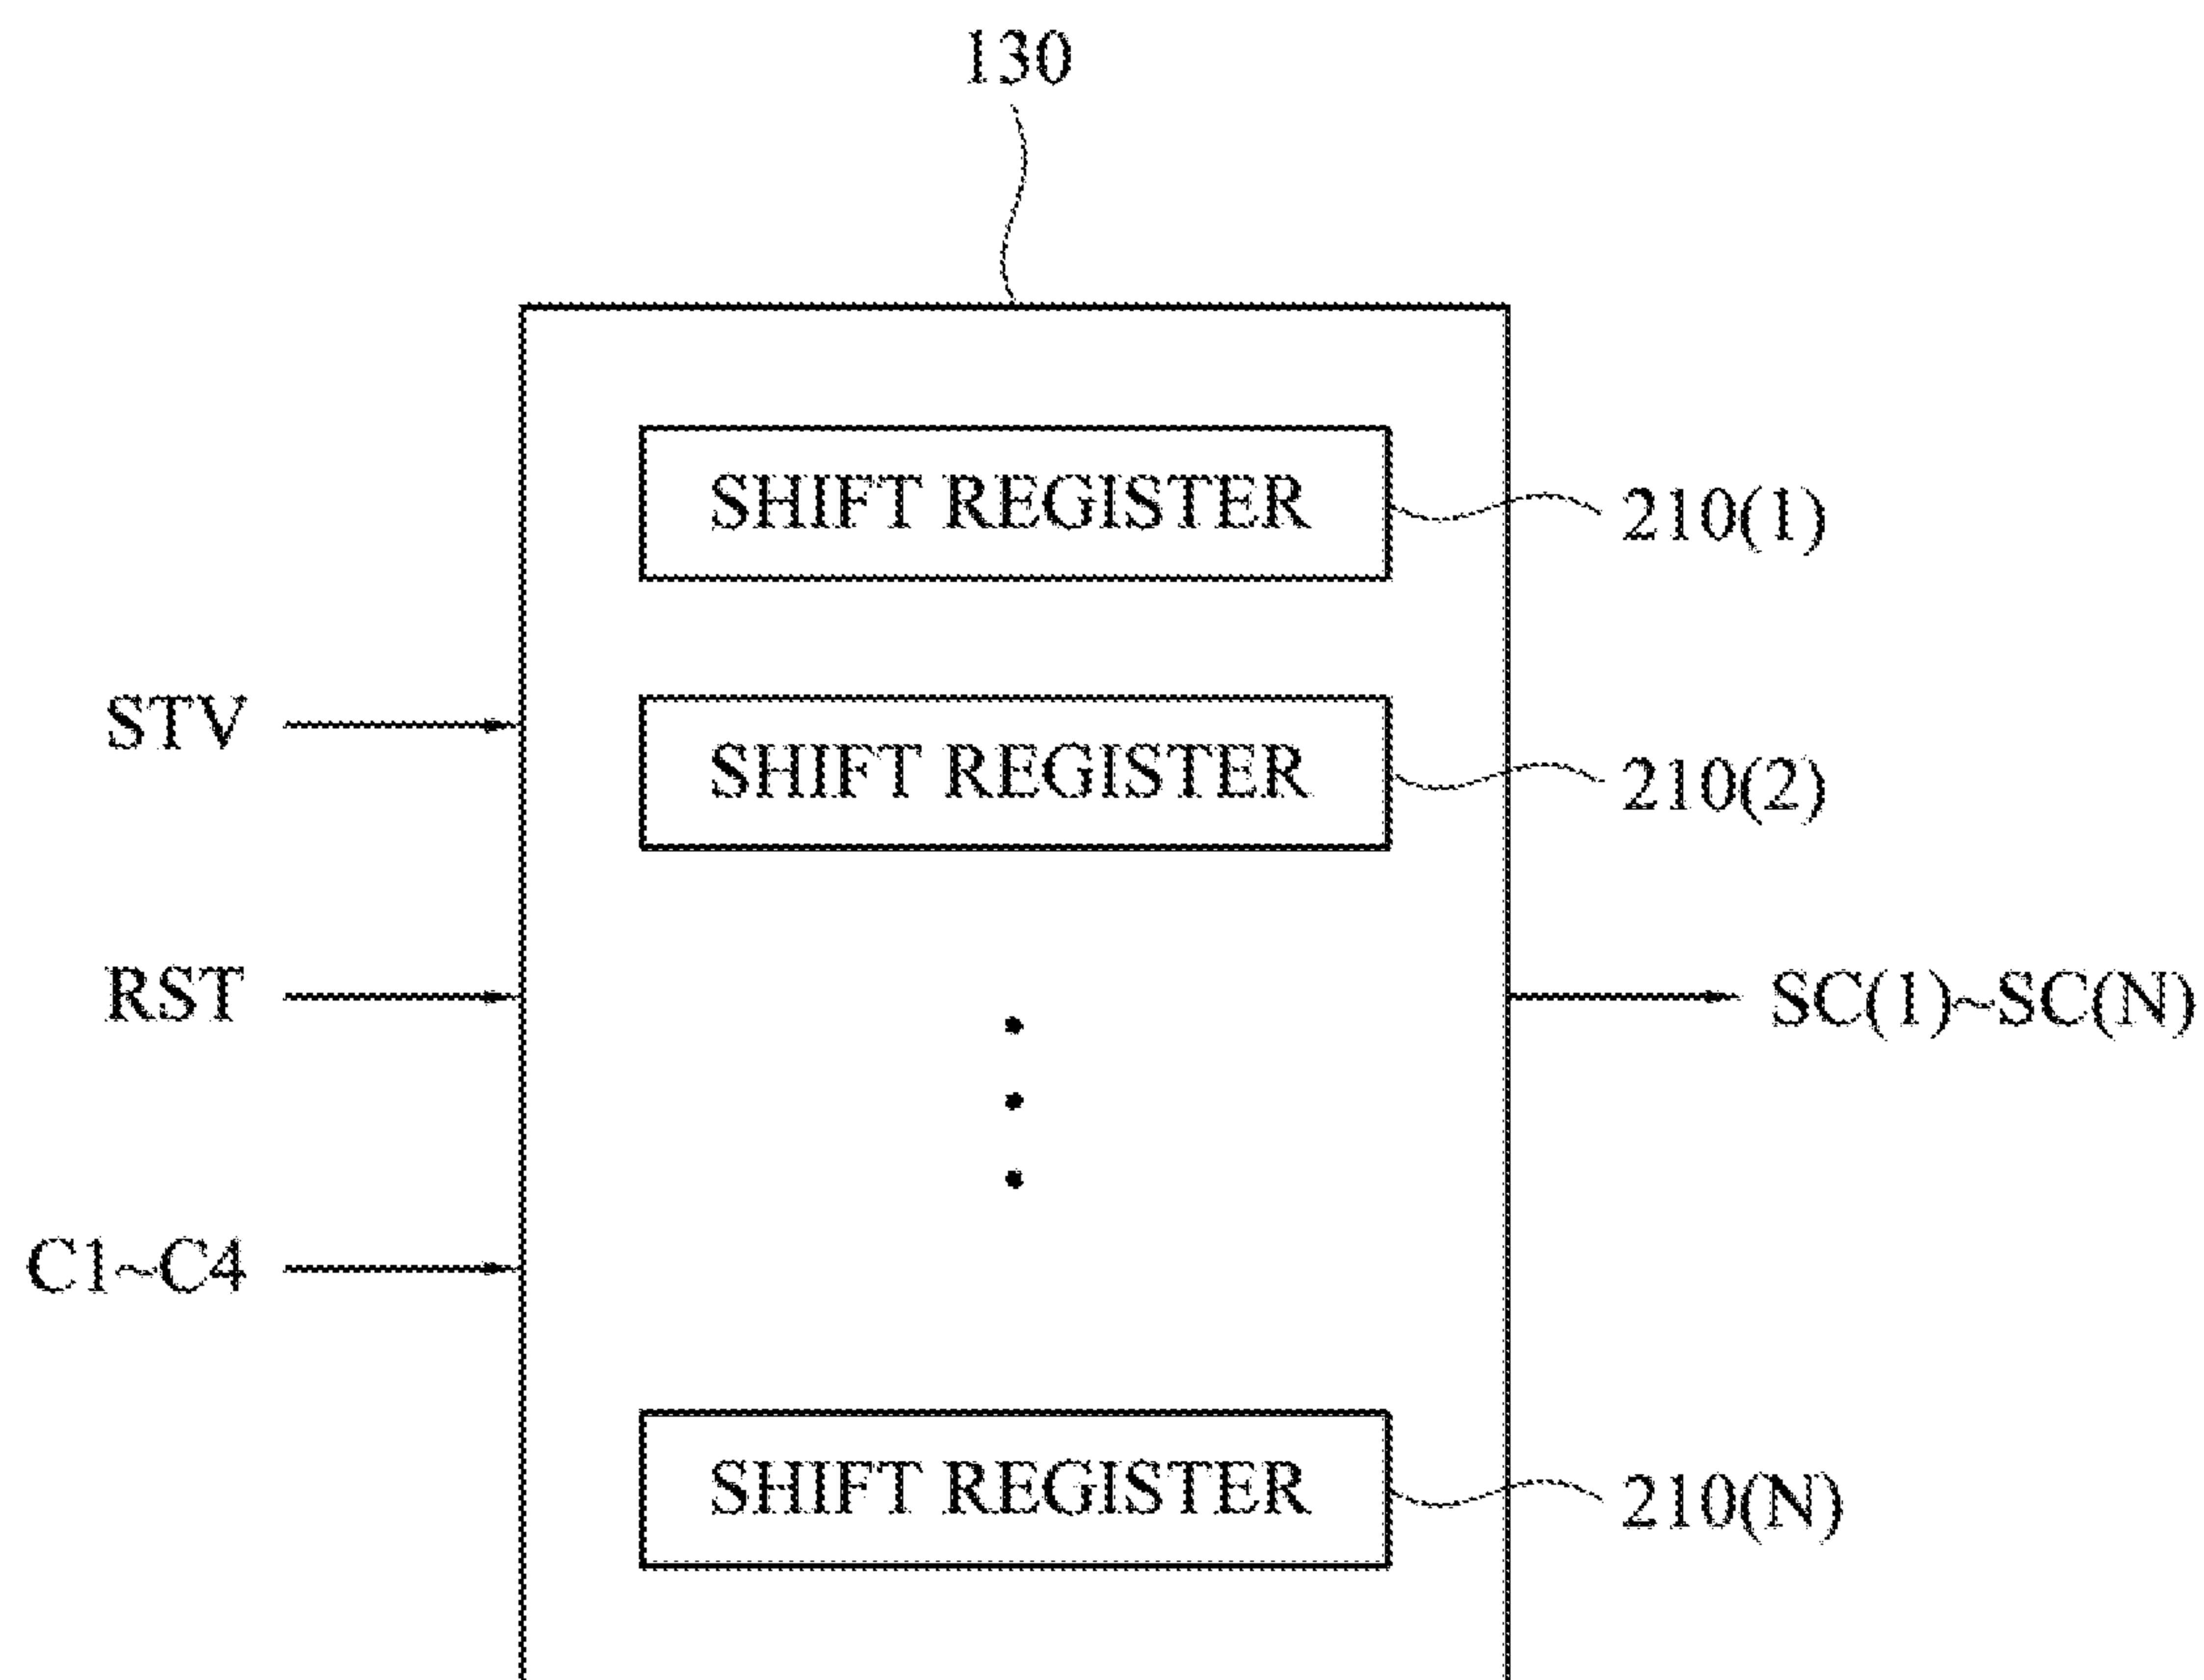 130
SHIFT REGISTER
210(1)
STV
SHIFT REGISTER
210(2)
RST
SC(1)~SC(N)
C1~C4
SHIFT REGISTER
210(N)